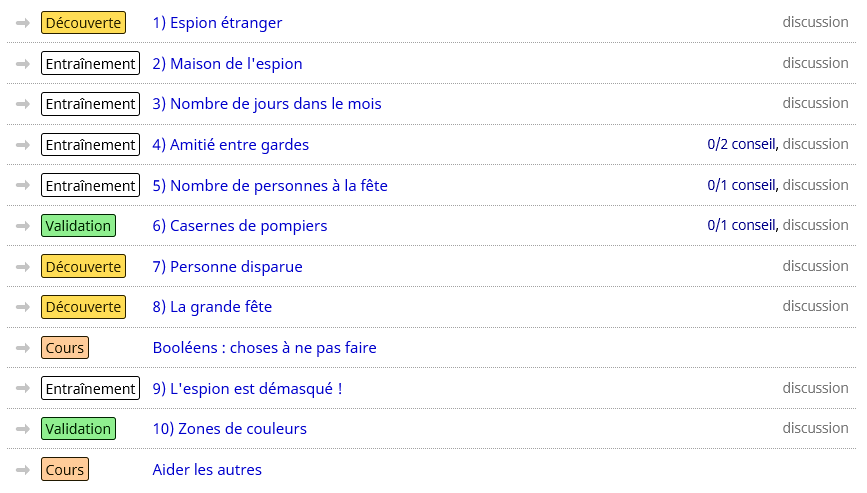 Découverte 1) Espion étranger discussion
Entraînement 2) Maison de l'espion discussion
Entraînement 3) Nombre de jours dans le mois discussion
Entraînement 4) Amitié entre gardes 0/2 conseil, discussion
Entraînement 5) Nombre de personnes à la fête 0/1 conseil, discussion
Validation 6) Casernes de pompiers 0/1 conseil, discussion
Découverte 7) Personne disparue discussion
Découverte 8) La grande fête discussion
Cours Booléens : choses à ne pas faire
Entraînement 9) L'espion est démasqué ! discussion
Validation 10) Zones de couleurs discussion
Cours Aider les autres